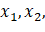 x₁, x₂,